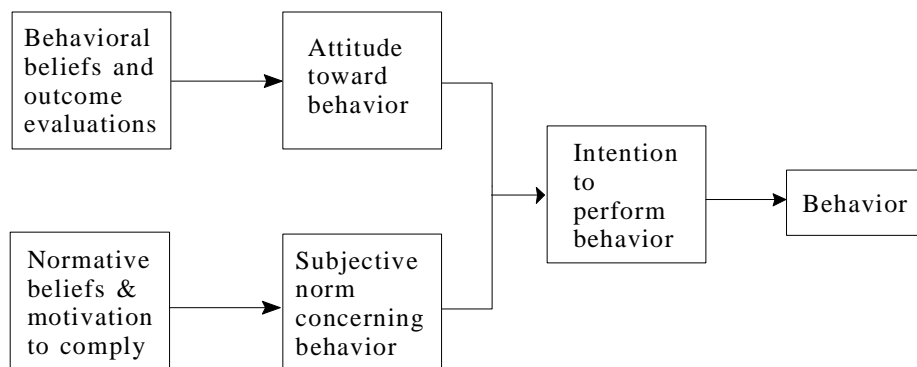 Behavioral
beliefs and
outcome
evaluations
Attitude
toward
behavior
Intention
to
perform
behavior
Behavior
Normative
beliefs &
motivation
to comply
Subjective
norm
concerning
behavior